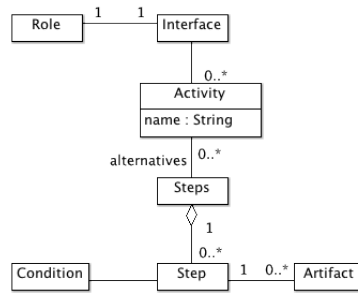 Role
1
1
Interface
0..*
Activity
name : String
alternatives
0..*
Steps
1
0..*
Condition
Step
1
0..*
Artifact